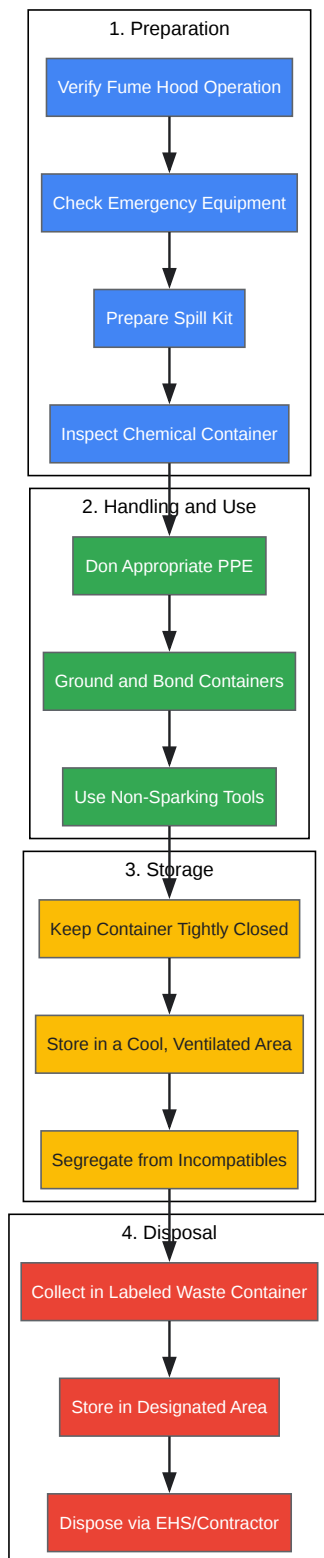 1. Preparation
Verify Fume Hood Operation
Check Emergency Equipment
Prepare Spill Kit
Inspect Chemical Container
2. Handling and Use
Don Appropriate PPE
Ground and Bond Containers
Use Non-Sparking Tools
3. Storage
Keep Container Tightly Closed
Store in a Cool, Ventilated Area
Segregate from Incompatibles
4. Disposal
Collect in Labeled Waste Container
Store in Designated Area
Dispose via EHS/Contractor